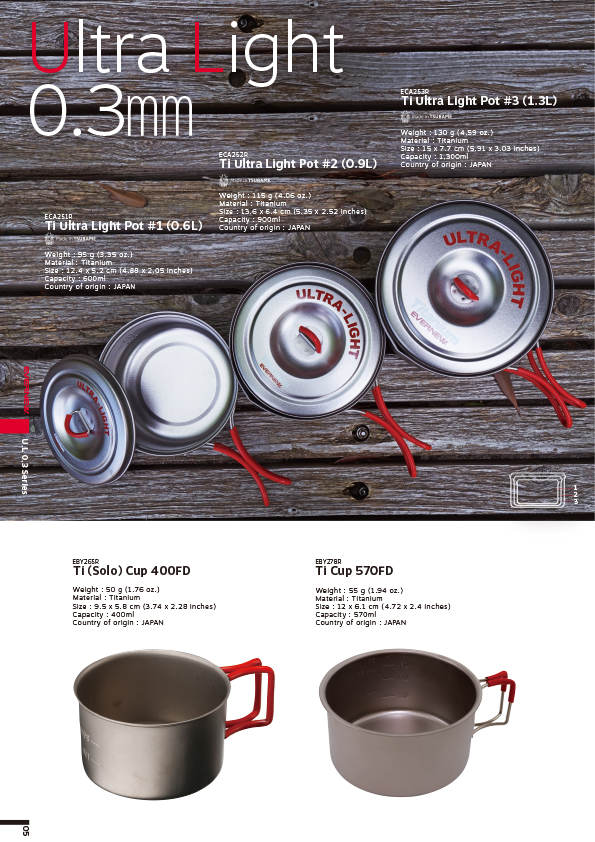 Ultra Light
0.3mm
ECA253R
Ti Ultra Light Pot #3 (1.3L)
Made in TSUBAME
Weight : 130 g (4.59 oz.)
Material : Titanium
Size : 15 x 7.7 cm (5.91 x 3.03 inches)
Capacity : 1,300ml
Country of origin : JAPAN
ECA252R
Ti Ultra Light Pot #2 (0.9L)
Made in TSUBAME
Weight : 115 g (4.06 oz.)
Material : Titanium
Size : 13.6 x 6.4 cm (5.35 x 2.52 inches)
Capacity : 900ml
Country of origin : JAPAN
ECA251R
Ti Ultra Light Pot #1 (0.6L)
Made in TSUBAME
Weight : 95 g (3.35 oz.)
Material : Titanium
Size : 12.4 x 5.2 cm (4.88 x 2.05 inches)
Capacity : 600ml
Country of origin : JAPAN
ULTRA-LIGHT
EVERNEW
ULTRA-LIGHT
EVERNEW
ULTRA-LIGHT
U.L 0.3 Series
1
2
3
EBY265R
Ti (Solo) Cup 400FD
Weight : 50 g (1.76 oz.)
Material : Titanium
Size : 9.5 x 5.8 cm (3.74 x 2.28 inches)
Capacity : 400ml
Country of origin : JAPAN
EBY278R
Ti Cup 570FD
Weight : 55 g (1.94 oz.)
Material : Titanium
Size : 12 x 6.1 cm (4.72 x 2.4 inches)
Capacity : 570ml
Country of origin : JAPAN
05